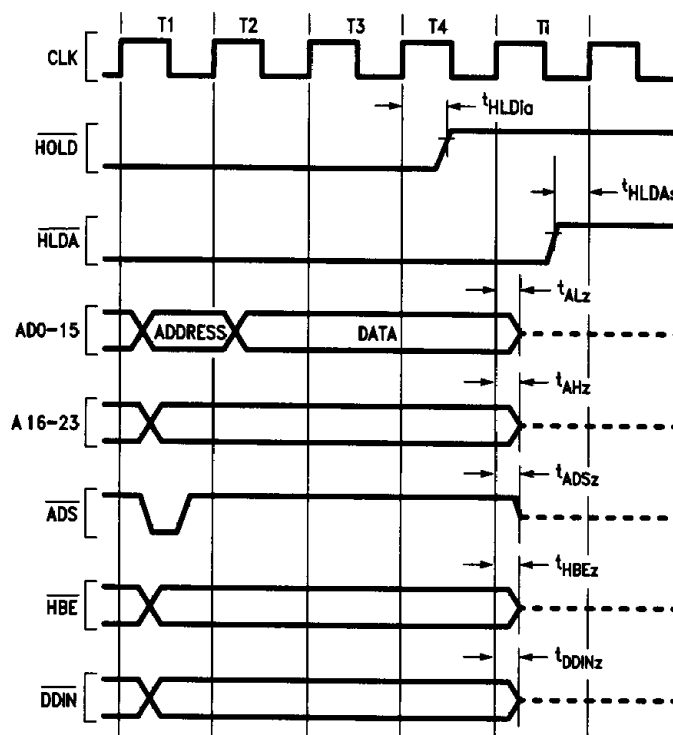 T1 T2 T3 T4 Ti
CLK
tHLDia
HOLD
tHLDAs
HLDA
tALz
AD0-15 ADDRESS DATA
tAHz
A16-23
tADSz
ADS
tHBEz
HBE
tDDINz
DDIN